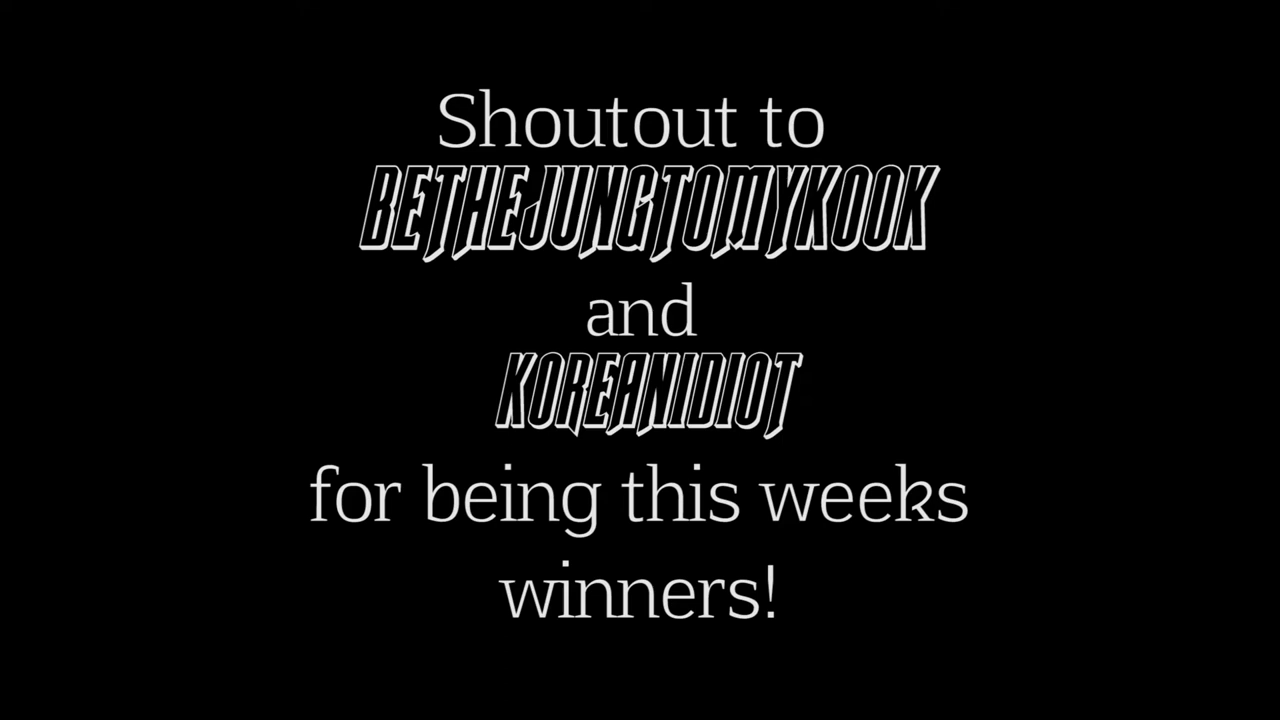 Shoutout to
BETHEJUNGTOMYKOOK
and
KOREANIDIOT
for being this weeks
winners!